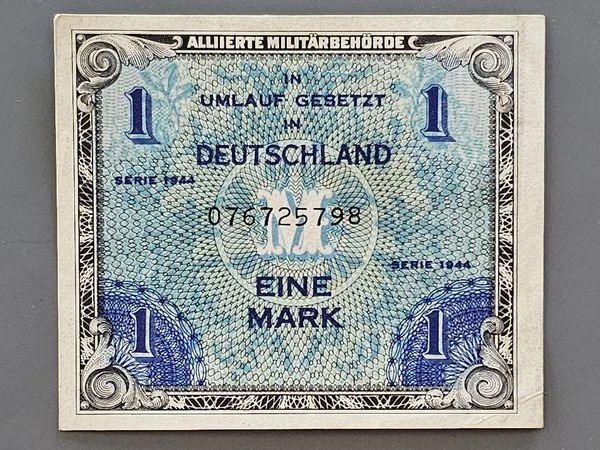 ALLIIERTE MILITÄRBEHÖRDE
1 1
IN
UMLAUF GESETZT
IN
DEUTSCHLAND
SERIE 1944
076725798
M
SERIE 1944
EINE
MARK
1 1